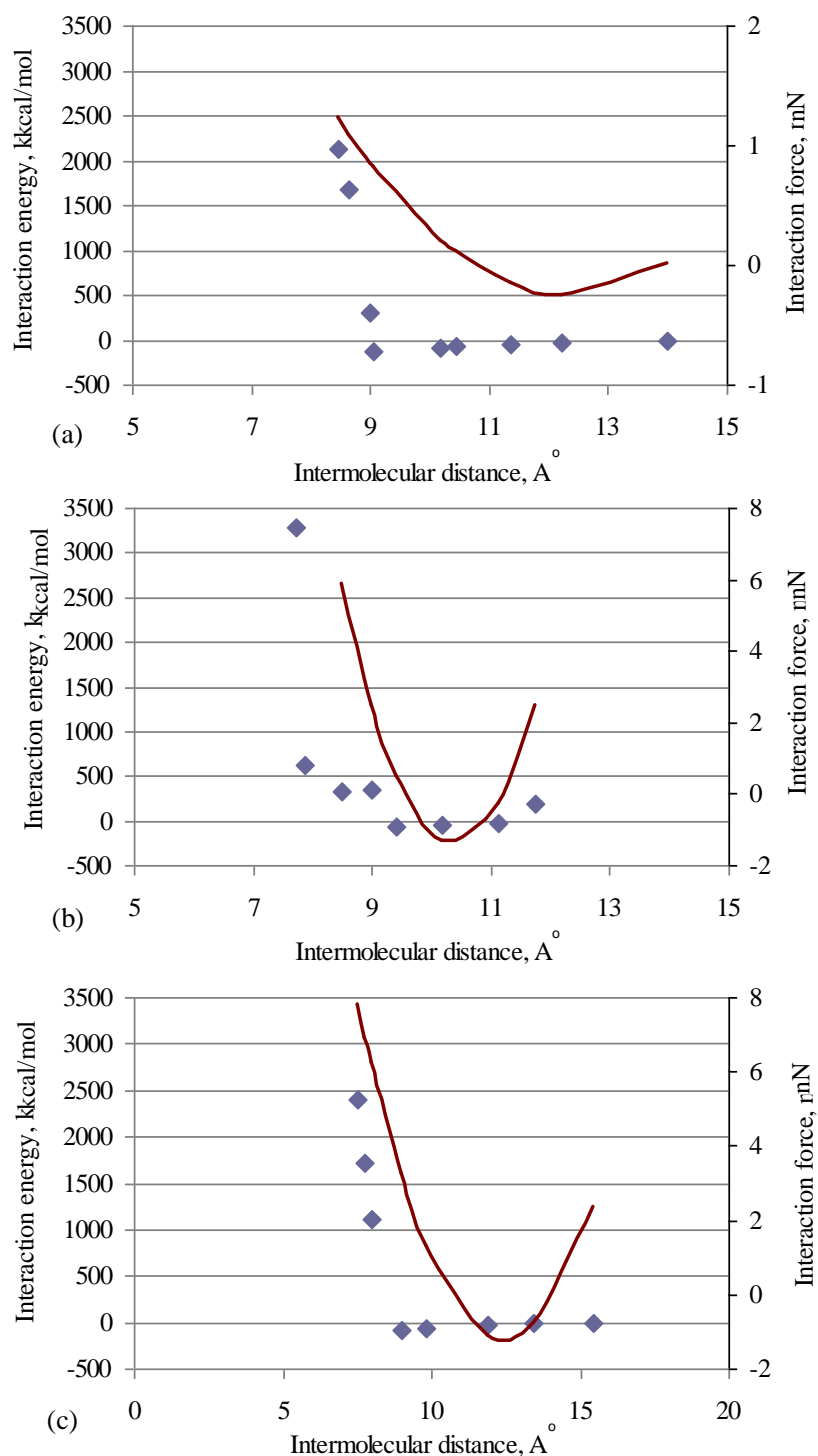 3500
3000
2500
2000
1500
1000
500
0
-500
Interaction energy, kkcal/mol
2
1
0
-1
Interaction force, rnN
5 7 9 11 13 15
(a)
Intermolecular distance, A°
3500
3000
2500
2000
1500
1000
500
0
-500
Interaction energy, kkcal/mol
8
6
4
2
0
-2
Interaction force, nN
5 7 9 11 13 15
(b)
Intermolecular distance, A°
3500
3000
2500
2000
1500
1000
500
0
-500
Interaction energy, kkcal/mol
8
6
4
2
0
-2
Interaction force, nN
0 5 10 15 20
(c)
Intermolecular distance, A°